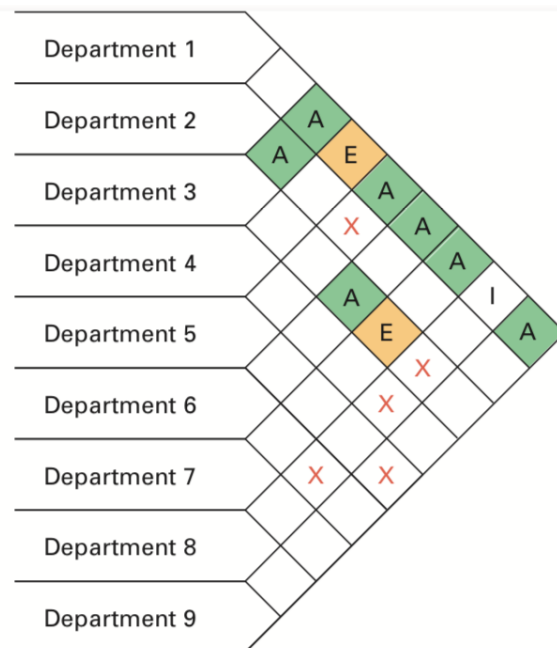 Department 1
A
Department 2
A E
A
Department 3
X A
A
Department 4
A I
A E
Department 5
X
Department 6
X
Department 7
X X
Department 8
Department 9
A